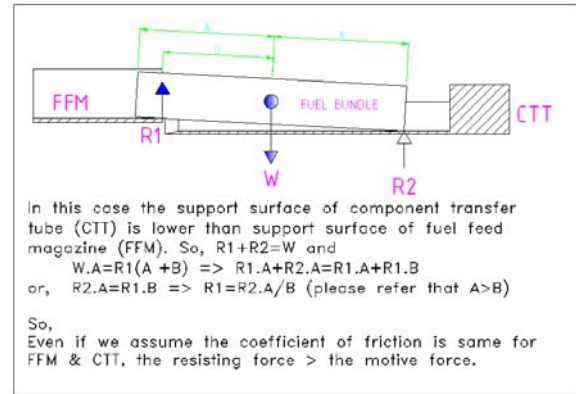 A
A
B
FFM
FUEL BUNDLE
CTT
R1
W
R2
In this case the support surface of component transfer
tube (CTT) is lower than support surface of fuel feed
magazine (FFM). So, R1+R2=W and
W.A=R1(A +B) => R1.A+R2.A=R1.A+R1.B
or, R2.A=R1.B => R1=R2.A/B (please refer that A>B)
So,
Even if we assume the coefficient of friction is same for
FFM & CTT, the resisting force > the motive force.